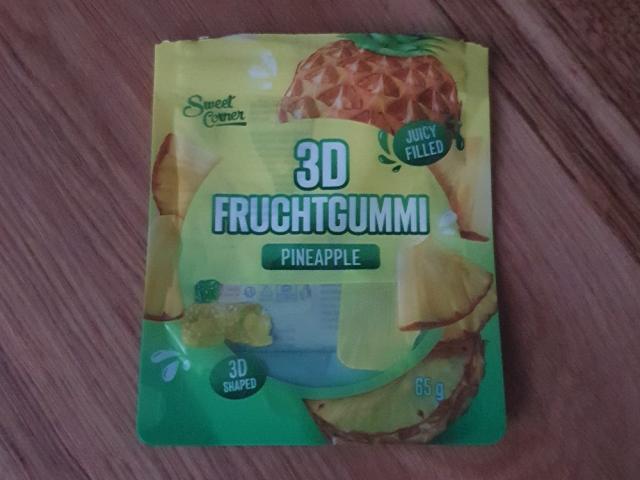 Sweet
Corner
JUICY
FILLED
3D
FRUCHTGUMMI
PINEAPPLE
3D
SHAPED
65 g